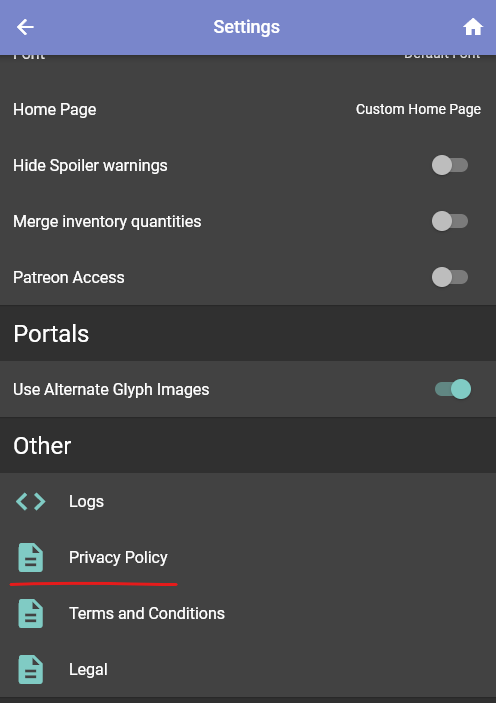 Settings
Font Default Font
Home Page Custom Home Page
Hide Spoiler warnings
Merge inventory quantities
Patreon Access
Portals
Use Alternate Glyph Images
Other
Logs
Privacy Policy
Terms and Conditions
Legal